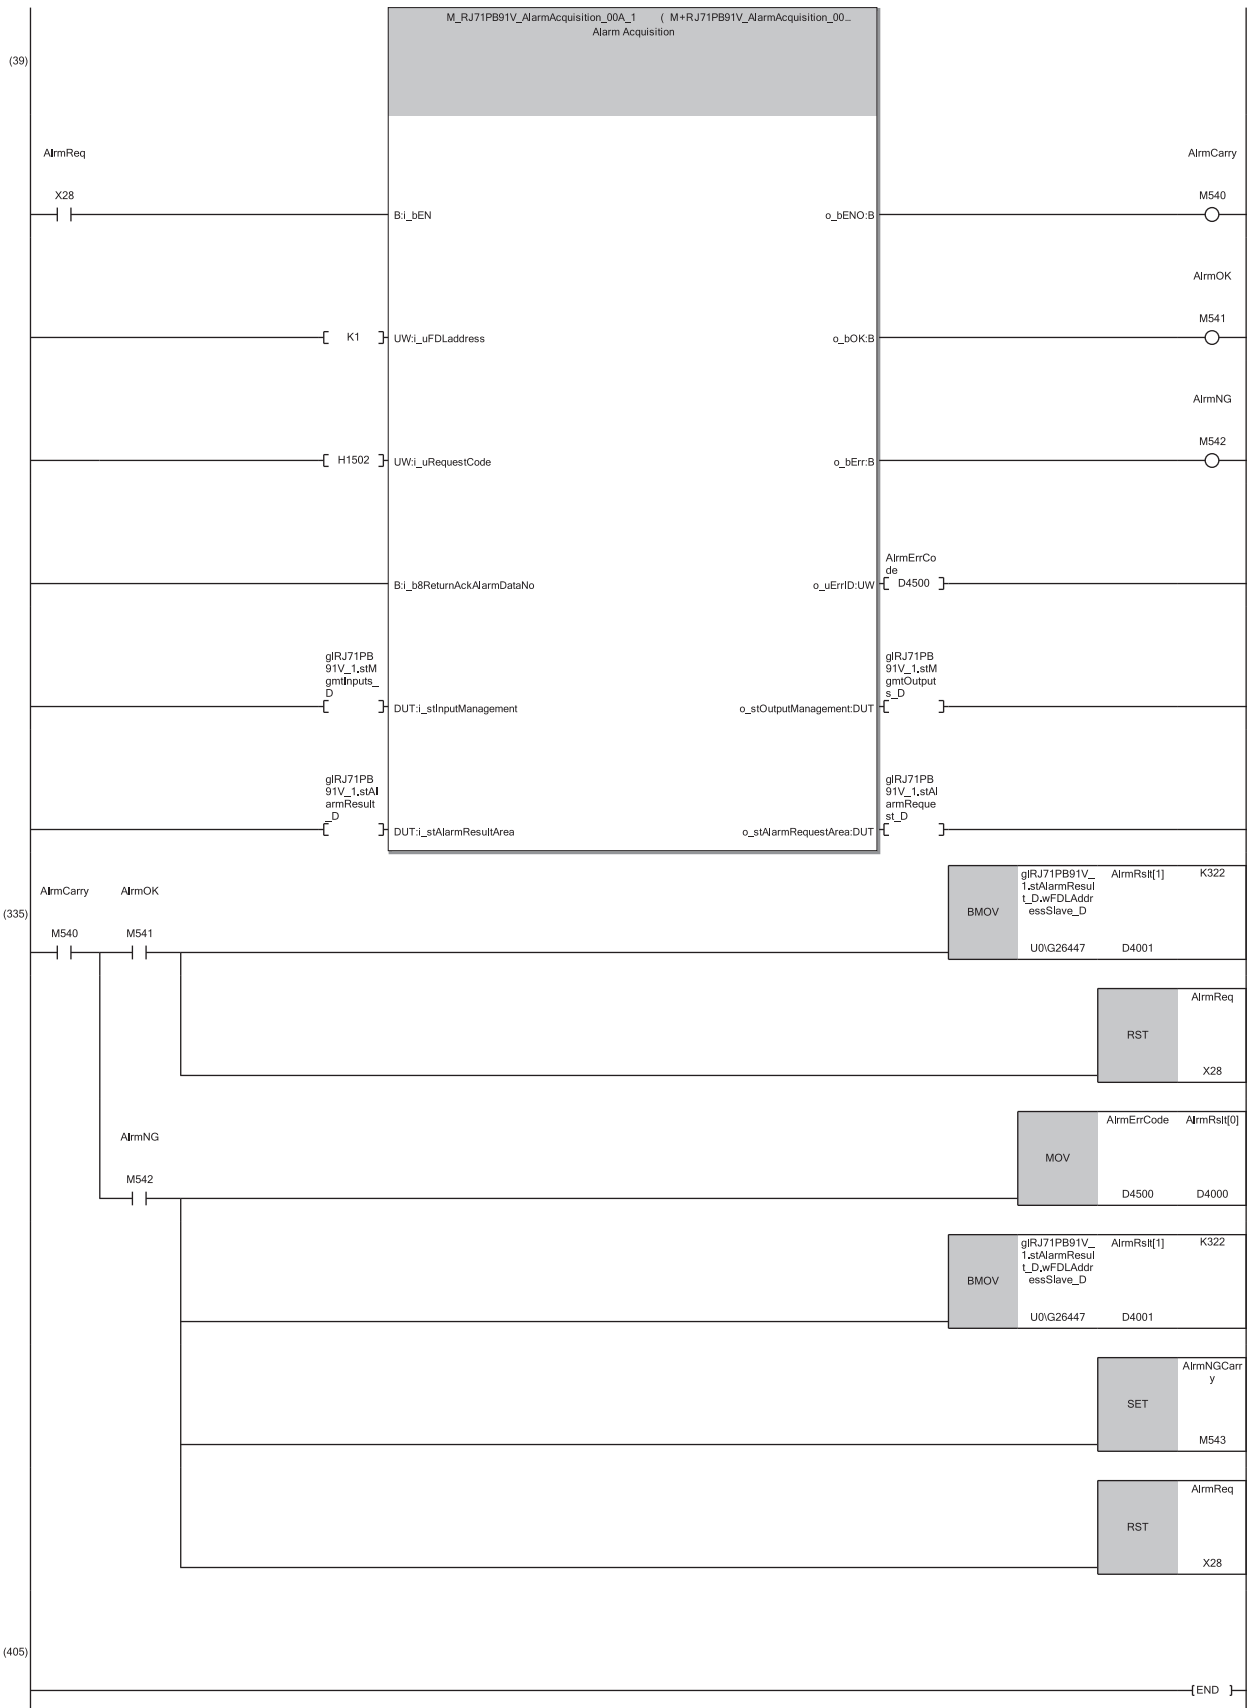 M_RJ71PB91V_AlarmAcquisition_00A_1 ( M+RJ71PB91V_AlarmAcquisition_00...
Alarm Acquisition
(39)
AlrmReq
AlrmCarry
X28
M540
B:i_bEN
o_bENO:B
AlrmOK
M541
K1
UW:i_uFDLaddress
o_bOK:B
AlrmNG
M542
H1502
UW:i_uRequestCode
o_bErr:B
AlrmErrCo
de
B:i_b8ReturnAckAlarmDataNo
o_uErrID:UW
D4500
glRJ71PB
91V_1.stM
gmtInputs_
D
glRJ71PB
91V_1.stM
gmtOutput
s_D
DUT:i_stInputManagement
o_stOutputManagement:DUT
glRJ71PB
91V_1.stAl
armResult
_D
glRJ71PB
91V_1.stAl
armReque
st_D
DUT:i_stAlarmResultArea
o_stAlarmRequestArea:DUT
(335)
AlrmCarry
AlrmOK
M540
M541
BMOV
glRJ71PB91V_
1.stAlarmResul
t_D.wFDLAddr
essSlave_D
AlrmRslt[1]
K322
U0\G26447
D4001
RST
AlrmReq
X28
AlrmNG
M542
MOV
AlrmErrCode
AlrmRslt[0]
D4500
D4000
BMOV
glRJ71PB91V_
1.stAlarmResul
t_D.wFDLAddr
essSlave_D
AlrmRslt[1]
K322
U0\G26447
D4001
SET
AlrmNGCarr
y
M543
RST
AlrmReq
X28
(405)
END